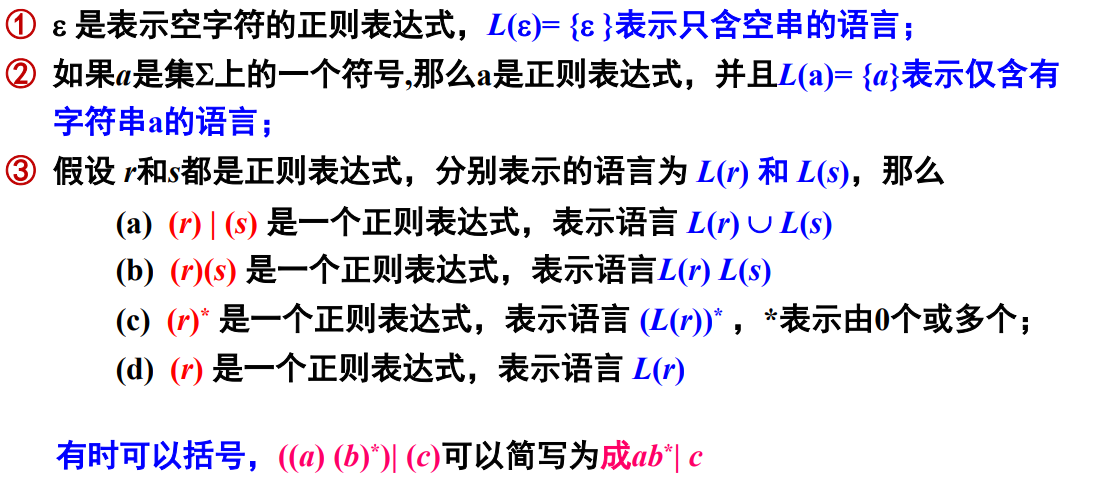 ① ε 是表示空字符的正则表达式，L(ε)= {ε }表示只含空串的语言；
② 如果a是集Σ上的一个符号,那么a是正则表达式，并且L(a)= {a}表示仅含有
字符串a的语言；
③ 假设 r和s都是正则表达式，分别表示的语言为 L(r) 和 L(s)，那么
(a) (r) | (s) 是一个正则表达式，表示语言 L(r) ∪ L(s)
(b) (r)(s) 是一个正则表达式，表示语言L(r) L(s)
(c) (r)* 是一个正则表达式，表示语言 (L(r))* ，*表示由0个或多个；
(d) (r) 是一个正则表达式，表示语言 L(r)
有时可以括号，((a) (b)*)| (c)可以简写为成ab*| c